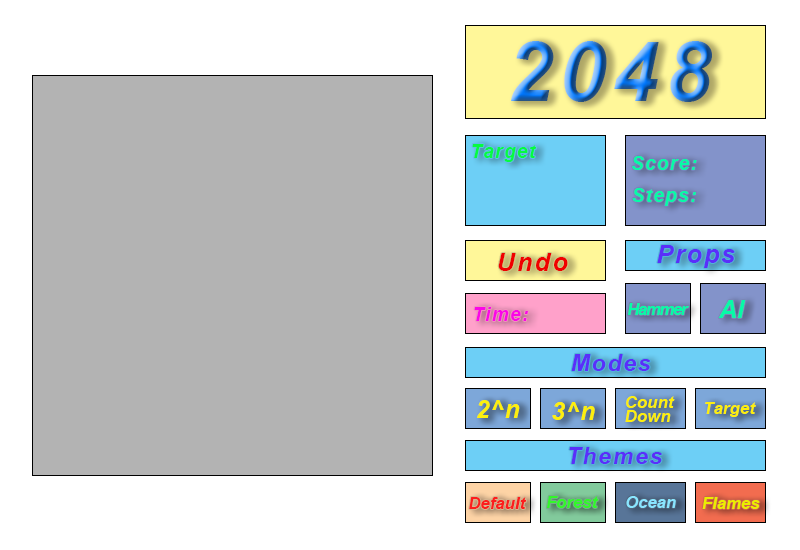 2048
Target
Score:
Steps:
Undo
Props
Time:
Hammer
AI
Modes
2^n
3^n
Count
Down
Target
Themes
Default
Forest
Ocean
Flames